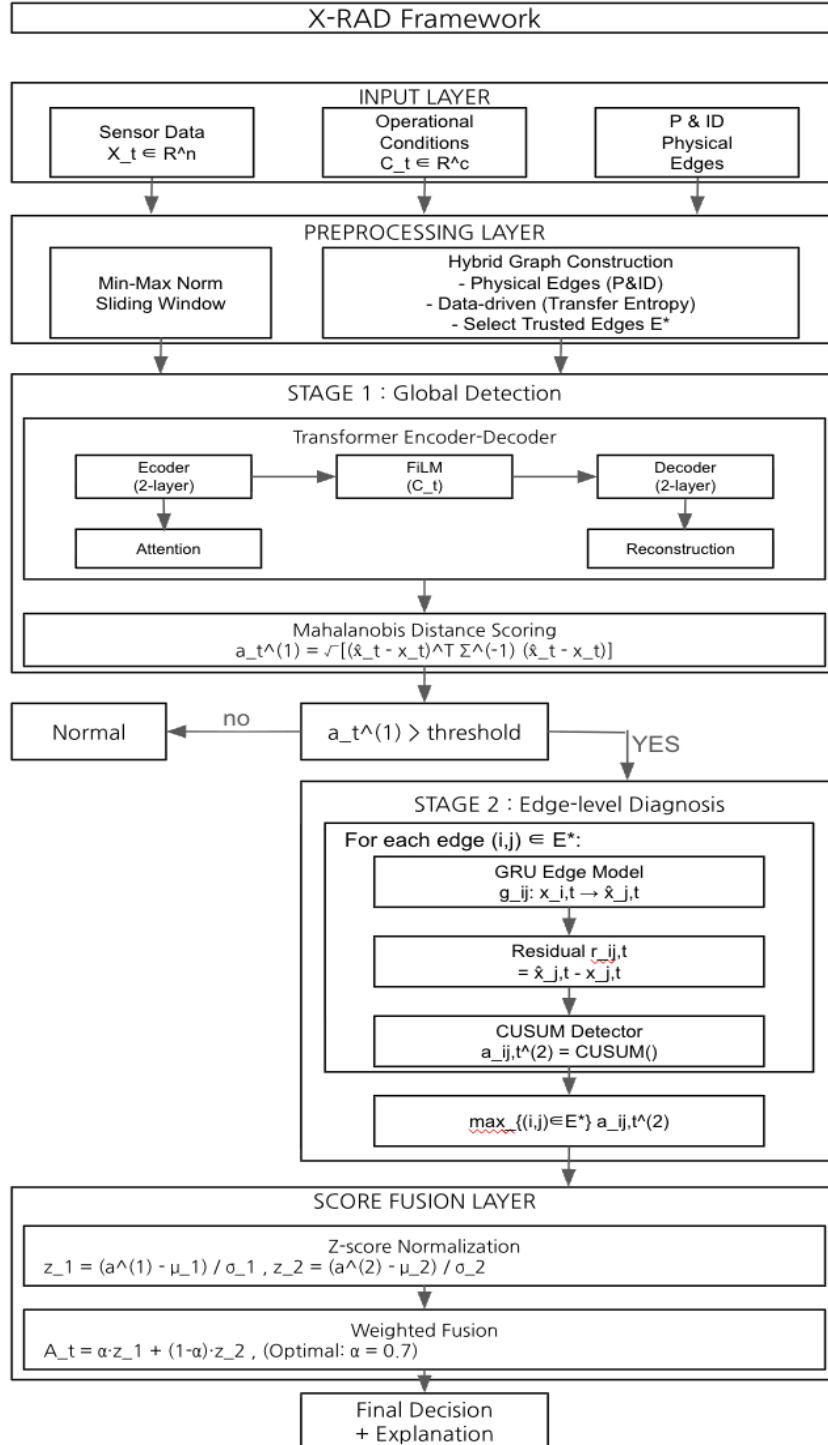 X-RAD Framework
INPUT LAYER
Sensor Data
X_t ∈ R^n
Operational
Conditions
C_t ∈ R^c
P & ID
Physical
Edges
PREPROCESSING LAYER
Min-Max Norm
Sliding Window
Hybrid Graph Construction
- Physical Edges (P&ID)
- Data-driven (Transfer Entropy)
- Select Trusted Edges E*
STAGE 1 : Global Detection
Transformer Encoder-Decoder
Ecoder
(2-layer)
FiLM
(C_t)
Decoder
(2-layer)
Attention
Reconstruction
Mahalanobis Distance Scoring
a_t^(1) = √[(x̂_t - x_t)^T Σ^(-1) (x̂_t - x_t)]
Normal
no
a_t^(1) > threshold
YES
STAGE 2 : Edge-level Diagnosis
For each edge (i,j) ∈ E*:
GRU Edge Model
g_ij: x_i,t → x̂_j,t
Residual r_ij,t
= x̂_j,t - x_j,t
CUSUM Detector
a_ij,t^(2) = CUSUM()
max_{(i,j)∈E*} a_ij,t^(2)
SCORE FUSION LAYER
Z-score Normalization
z_1 = (a^(1) - μ_1) / σ_1 , z_2 = (a^(2) - μ_2) / σ_2
Weighted Fusion
A_t = α·z_1 + (1-α)·z_2 , (Optimal: α = 0.7)
Final Decision
+ Explanation